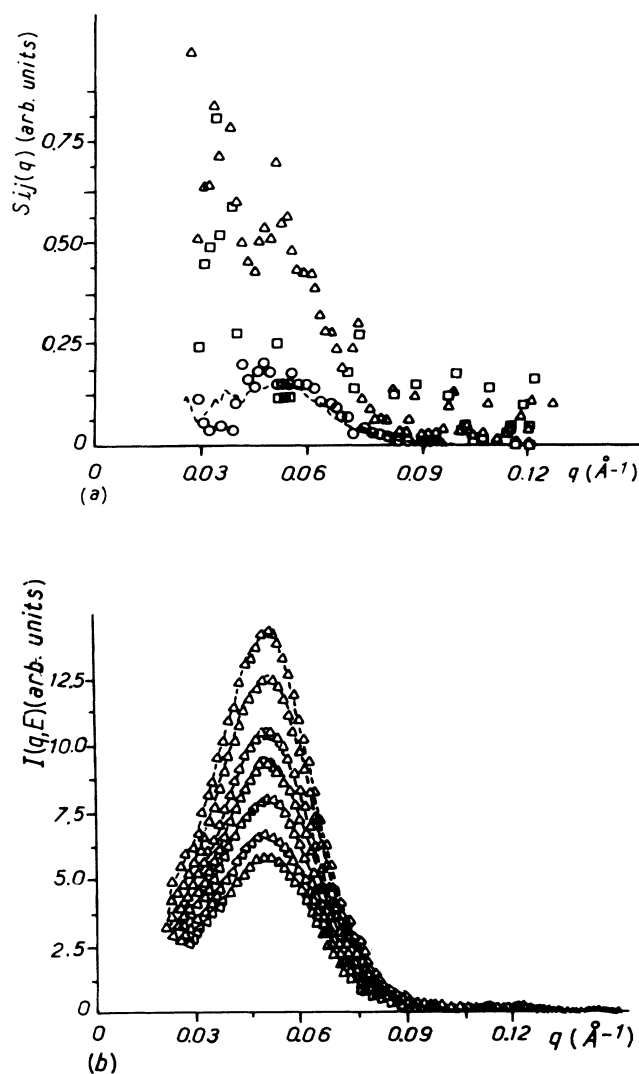 Sij(q) (arb. units)
0.75
0.50
0.25
0
0 0.03 0.06 0.09 0.12 q (Å⁻¹)
(a)
I(q,E)(arb. units)
12.5
10.0
7.5
5.0
2.5
0
0 0.03 0.06 0.09 0.12 q (Å⁻¹)
(b)